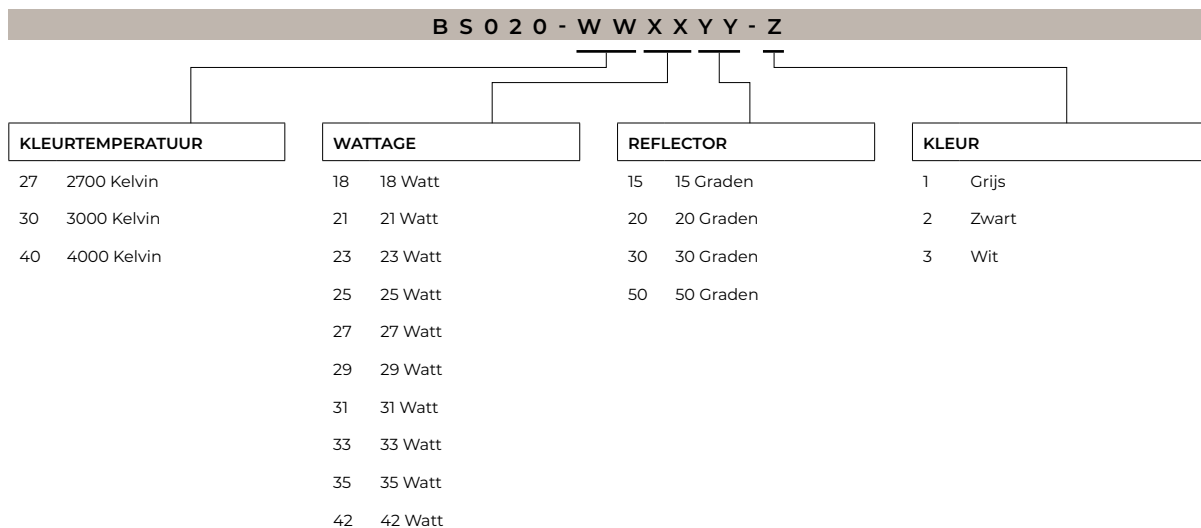 BS020-WWXXYY-Z
KLEURTEMPERATUUR
27 2700 Kelvin
30 3000 Kelvin
40 4000 Kelvin
WATTAGE
18 18 Watt
21 21 Watt
23 23 Watt
25 25 Watt
27 27 Watt
29 29 Watt
31 31 Watt
33 33 Watt
35 35 Watt
42 42 Watt
REFLECTOR
15 15 Graden
20 20 Graden
30 30 Graden
50 50 Graden
KLEUR
1 Grijs
2 Zwart
3 Wit